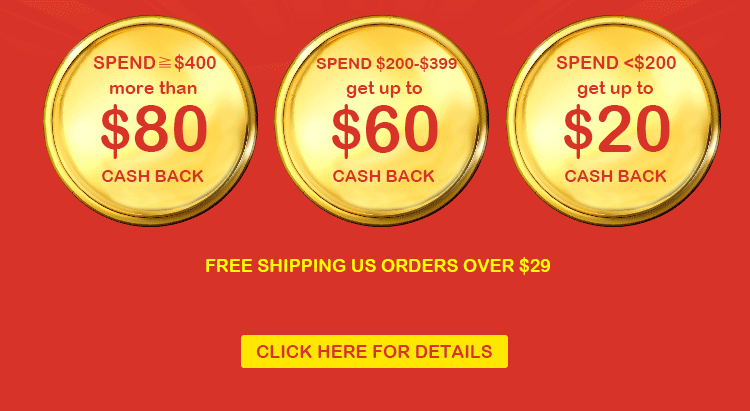 SPEND≧$400
more than
$80
CASH BACK
SPEND $200-$399
get up to
$60
CASH BACK
SPEND <$200
get up to
$20
CASH BACK
FREE SHIPPING US ORDERS OVER $29
CLICK HERE FOR DETAILS